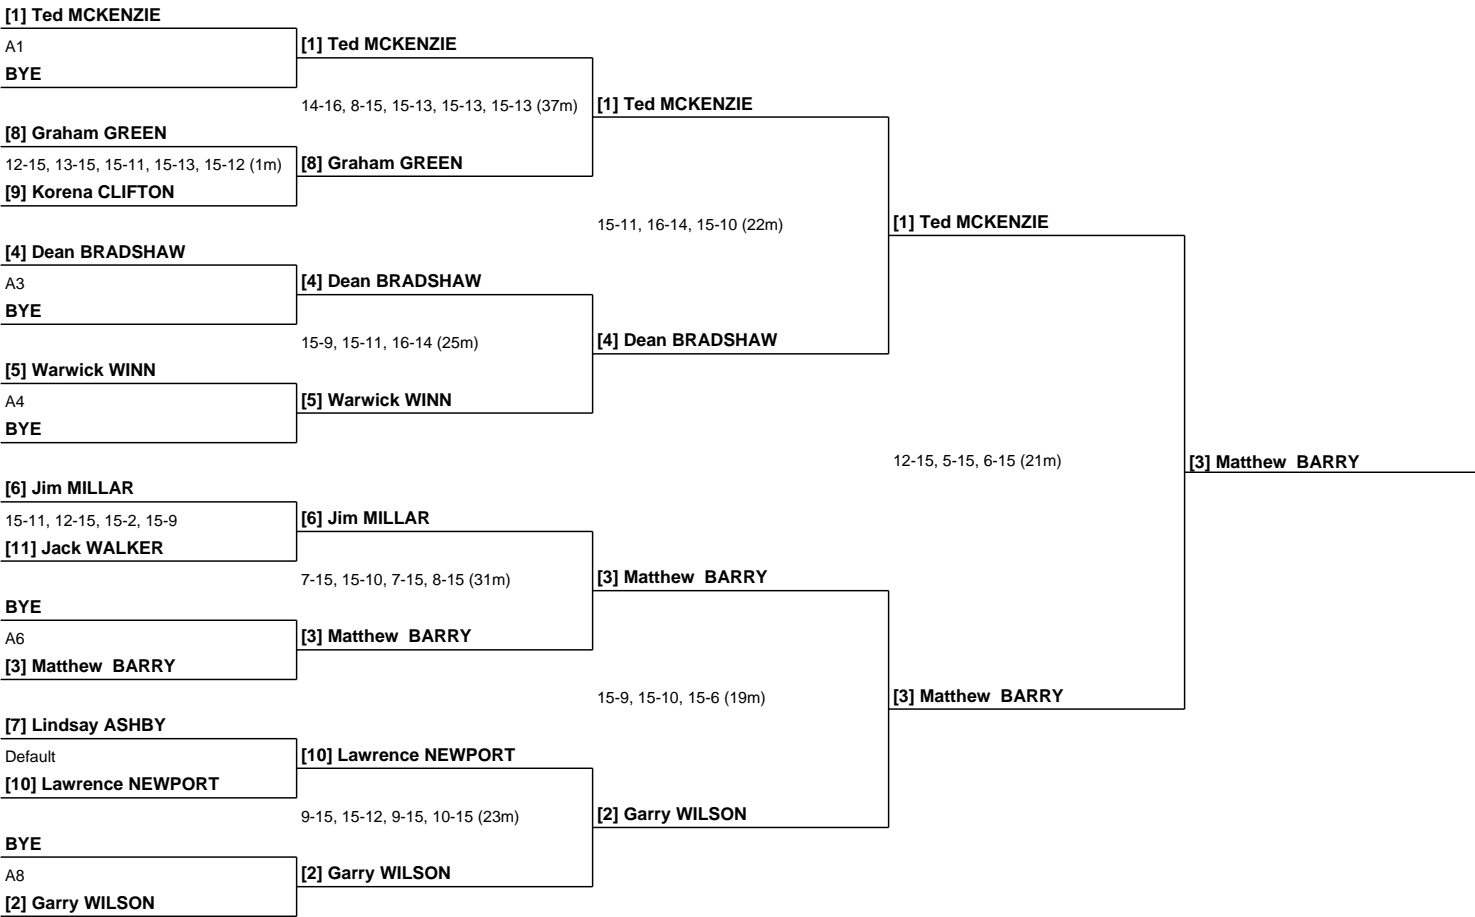 [1] Ted MCKENZIE
A1
BYE
[8] Graham GREEN
12-15, 13-15, 15-11, 15-13, 15-12 (1m)
[9] Korena CLIFTON
[4] Dean BRADSHAW
A3
BYE
[5] Warwick WINN
A4
BYE
[6] Jim MILLAR
15-11, 12-15, 15-2, 15-9
[11] Jack WALKER
BYE
A6
[3] Matthew  BARRY
[7] Lindsay ASHBY
Default
[10] Lawrence NEWPORT
BYE
A8
[2] Garry WILSON
[1] Ted MCKENZIE
14-16, 8-15, 15-13, 15-13, 15-13 (37m)
[8] Graham GREEN
[4] Dean BRADSHAW
15-9, 15-11, 16-14 (25m)
[5] Warwick WINN
[6] Jim MILLAR
7-15, 15-10, 7-15, 8-15 (31m)
[3] Matthew  BARRY
[10] Lawrence NEWPORT
9-15, 15-12, 9-15, 10-15 (23m)
[2] Garry WILSON
[1] Ted MCKENZIE
15-11, 16-14, 15-10 (22m)
[4] Dean BRADSHAW
[3] Matthew  BARRY
15-9, 15-10, 15-6 (19m)
[2] Garry WILSON
[1] Ted MCKENZIE
12-15, 5-15, 6-15 (21m)
[3] Matthew  BARRY
[3] Matthew  BARRY